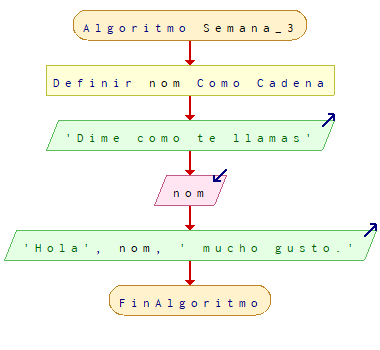 Algoritmo Semana_3
Definir nom Como Cadena
'Dime como te llamas'
nom
'Hola', nom, ' mucho gusto.'
FinAlgoritmo